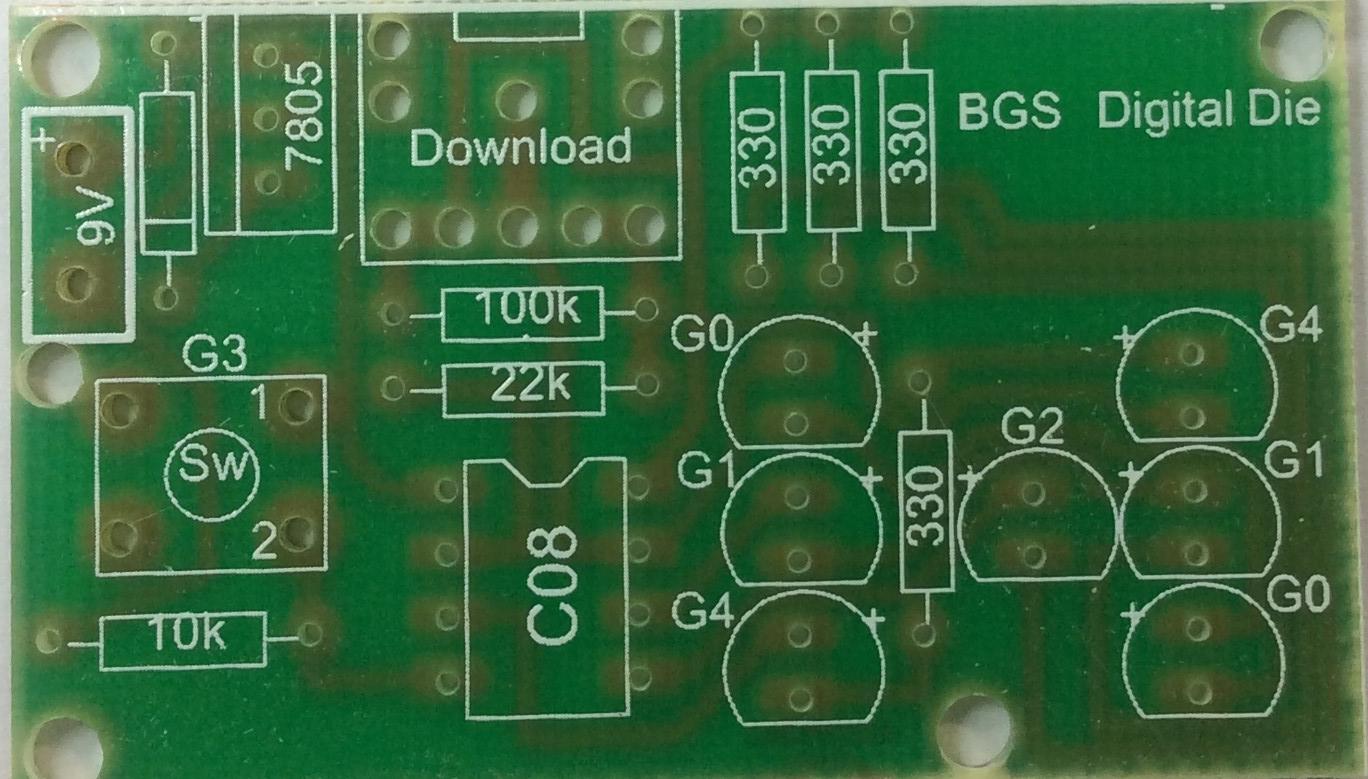 +
9V
10k
Sw
G3
1
2
7805
Download
22k
100k
C08
G4
G1
G0
330
330
330
+
+
+
330
BGS Digital Die
+
G2
+
+
+
G0
G1
G4